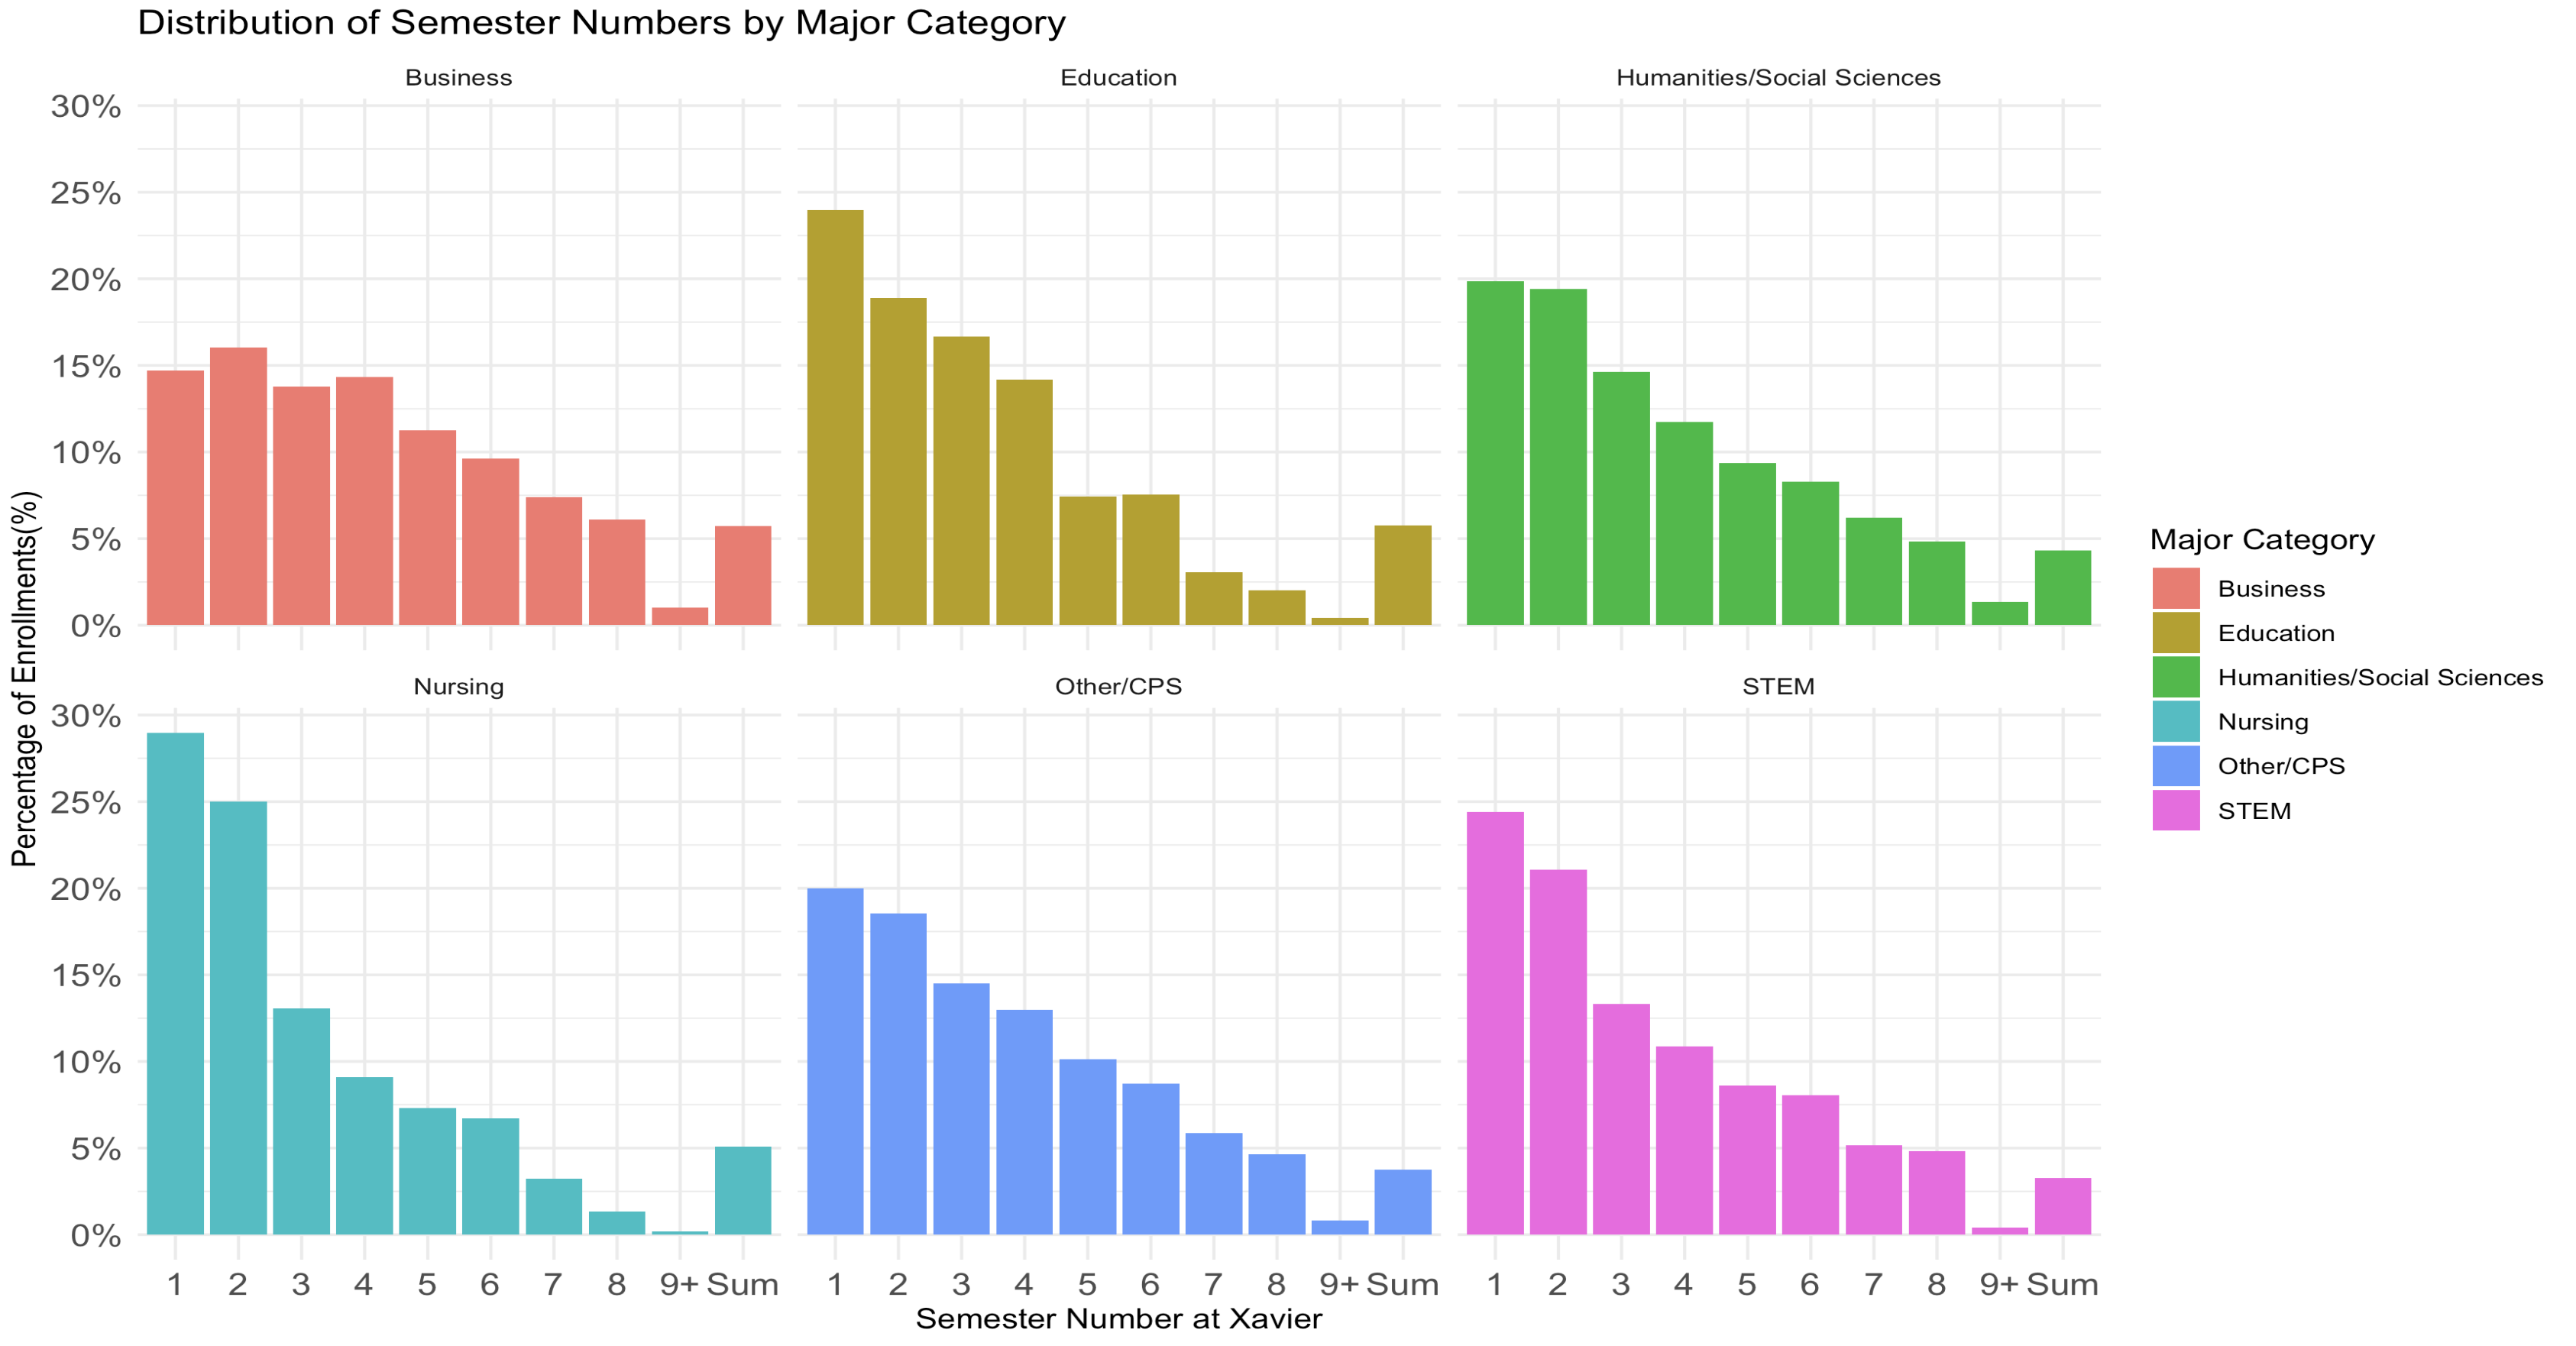 Distribution of Semester Numbers by Major Category
Business
Education
Humanities/Social Sciences
30%
25%
20%
15%
10%
5%
0%
Nursing
Other/CPS
STEM
30%
25%
20%
15%
10%
5%
0%
1 2 3 4 5 6 7 8 9+ Sum
1 2 3 4 5 6 7 8 9+ Sum
1 2 3 4 5 6 7 8 9+ Sum
Semester Number at Xavier
Percentage of Enrollments(%)
Major Category
Business
Education
Humanities/Social Sciences
Nursing
Other/CPS
STEM